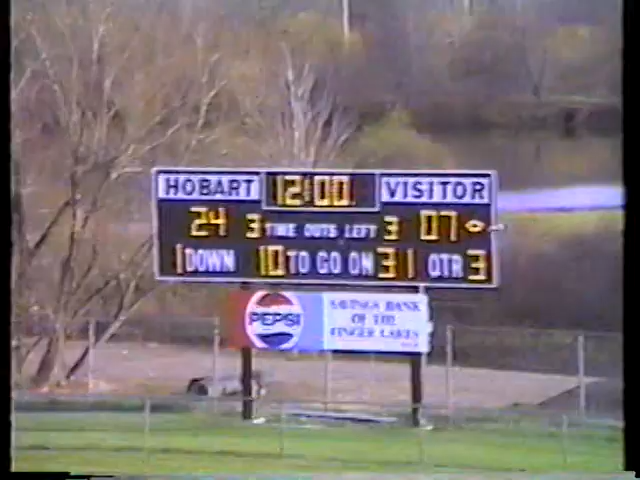 HOBART 12:00 VISITOR
24 3 TIME OUTS LEFT 3 07
1 DOWN 10 TO GO ON 31 QTR 3
PEPSI
SAVINGS BANK
OF THE
FINGER LAKES